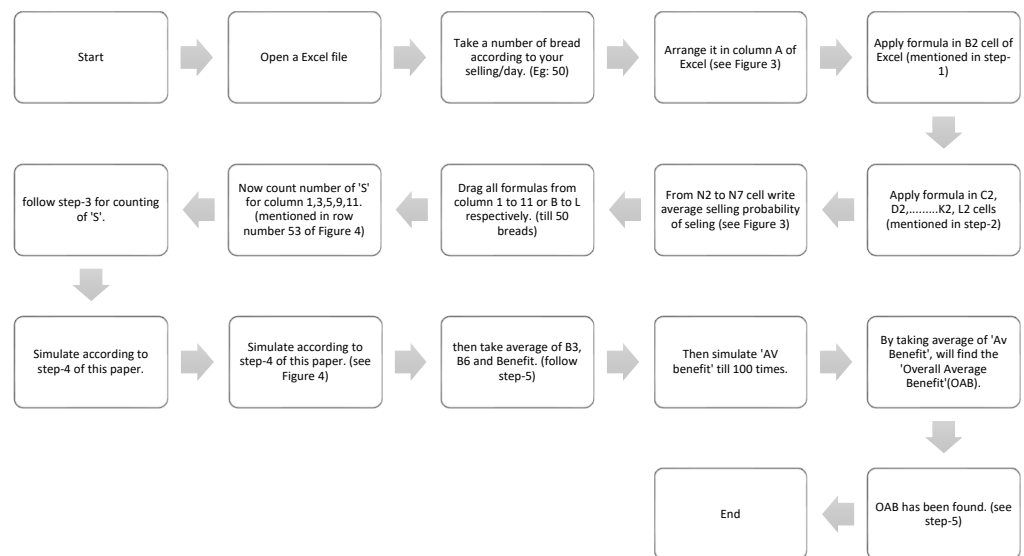 Start
Open a Excel file
Take a number of bread
according to your
selling/day. (Eg: 50)
Arrange it in column A of
Excel (see Figure 3)
Apply formula in B2 cell of
Excel (mentioned in step-
1)
Apply formula in C2,
D2,........K2, L2 cells
(mentioned in step-2)
From N2 to N7 cell write
average selling probability
of seling (see Figure 3)
Drag all formulas from
column 1 to 11 or B to L
respectively. (till 50
breads)
Now count number of 'S'
for column 1,3,5,9,11.
(mentioned in row
number 53 of Figure 4)
follow step-3 for counting
of 'S'.
Simulate according to
step-4 of this paper.
Simulate according to
step-4 of this paper. (see
Figure 4)
then take average of B3,
B6 and Benefit. (follow
step-5)
Then simulate 'AV
benefit' till 100 times.
By taking average of 'Av
Benefit', will find the
'Overall Average
Benefit'(OAB).
OAB has been found. (see
step-5)
End